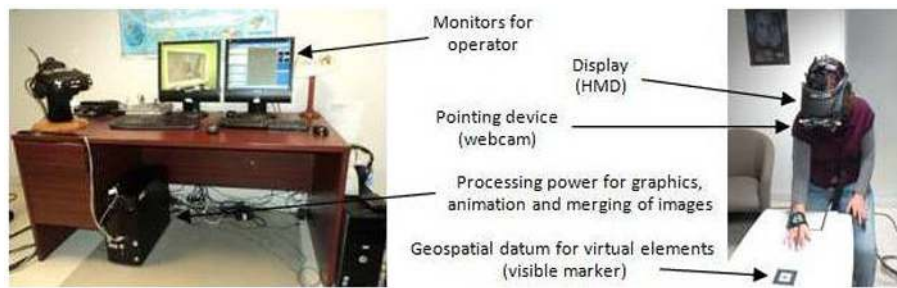 Monitors for
operator
Display
(HMD)
Pointing device
(webcam)
Processing power for graphics,
animation and merging of images
Geospatial datum for virtual elements
(visible marker)